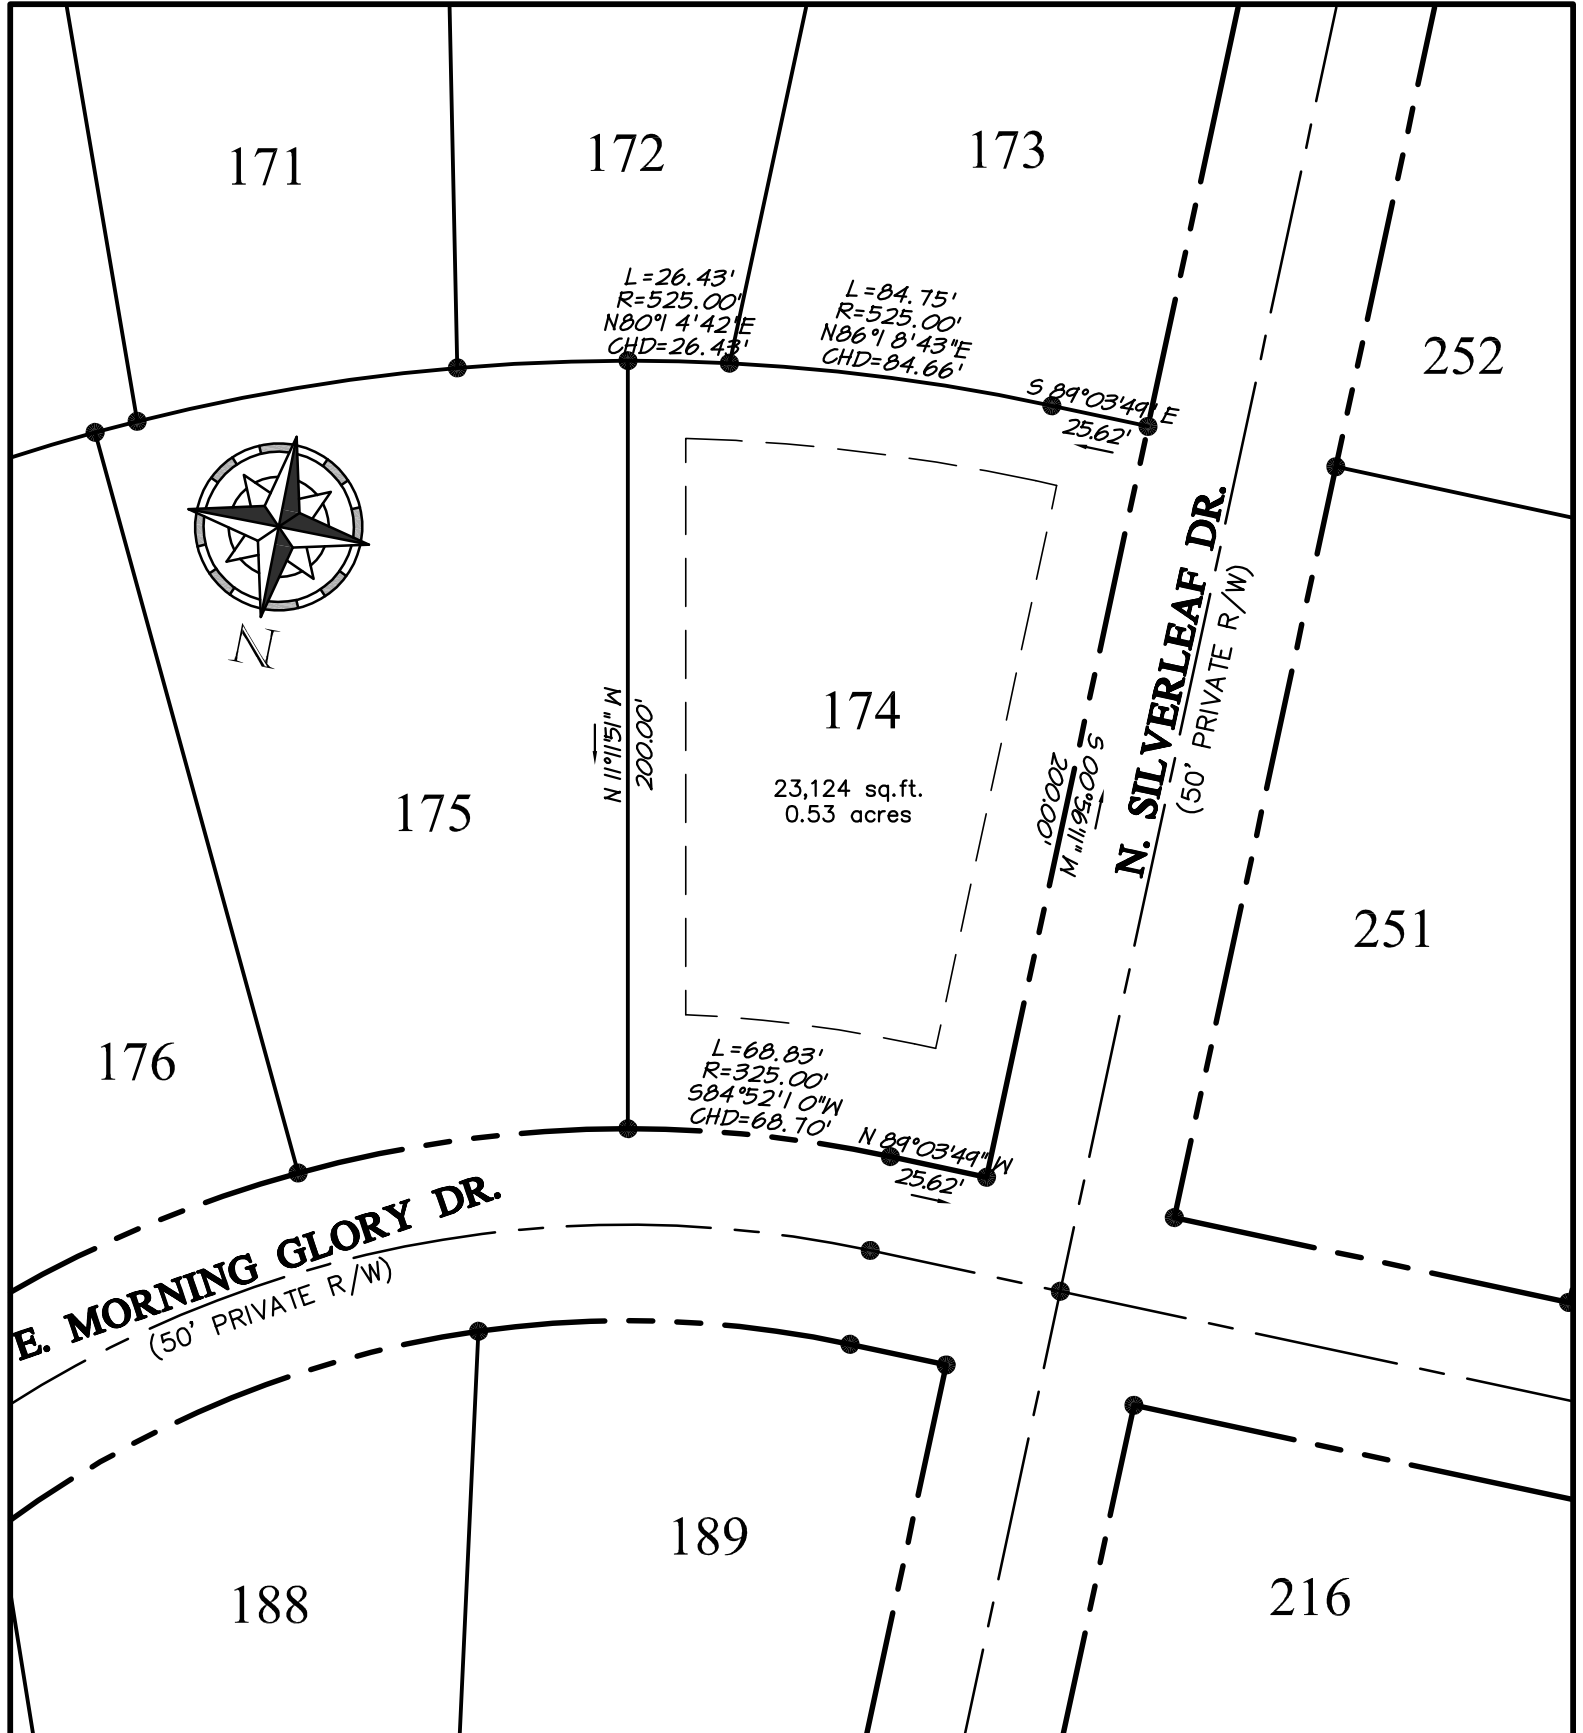 171
172
173
252
L=26.43'
R=525.00'
N80°14'42"E
CHD=26.43'
L=84.75'
R=525.00'
N86°18'43"E
CHD=84.66'
S 89°03'49" E
25.62'
N
N 11°11'51" W
200.00'
174
23,124 sq.ft.
0.53 acres
175
S 00°56'11" W
200.00'
N. SILVERLEAF DR.
(50' PRIVATE R/W)
251
176
L=68.83'
R=325.00'
S84°52'10"W
CHD=68.70'
N 89°03'49" W
25.62'
E. MORNING GLORY DR.
(50' PRIVATE R/W)
189
188
216